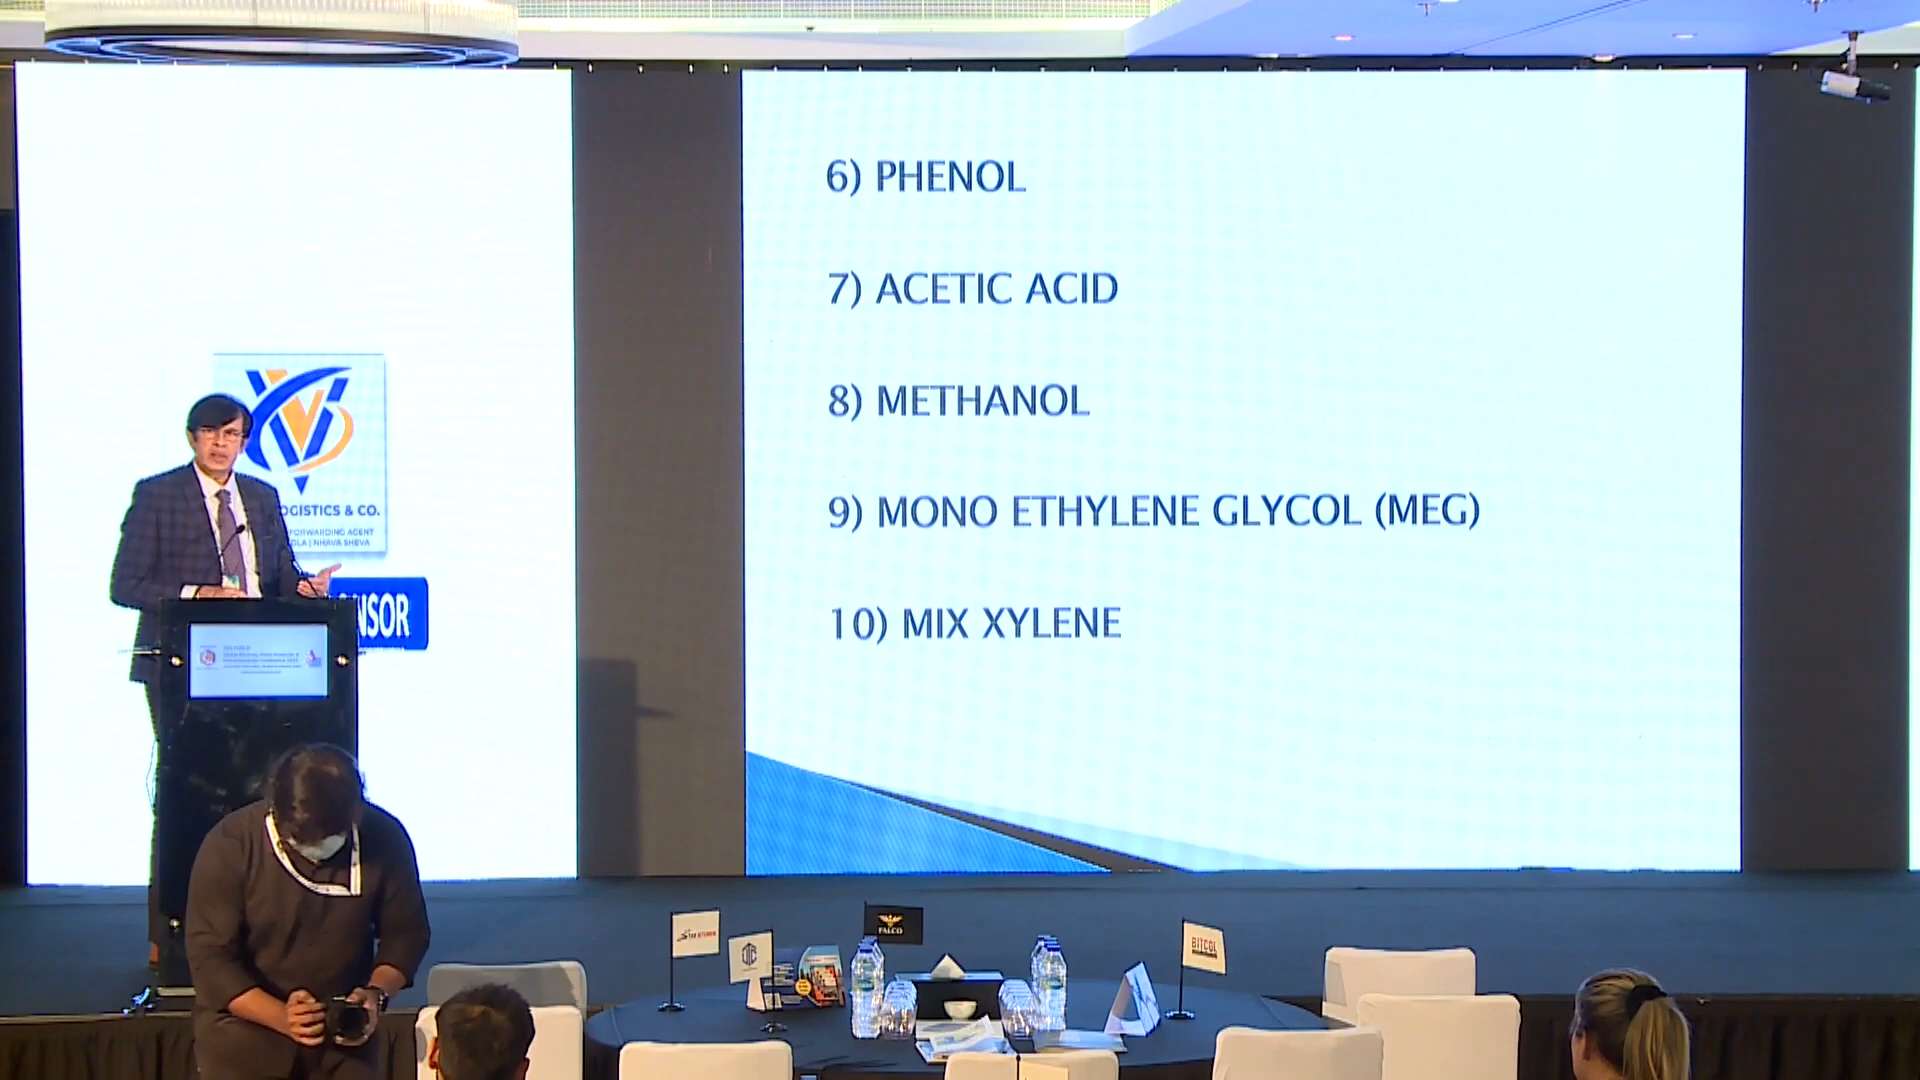 6) PHENOL
7) ACETIC ACID
8) METHANOL
9) MONO ETHYLENE GLYCOL (MEG)
10) MIX XYLENE
OGISTICS & CO.
FORWARDING AGENT
NHAVA SHEVA
NSOR
FALCO
BITCOL